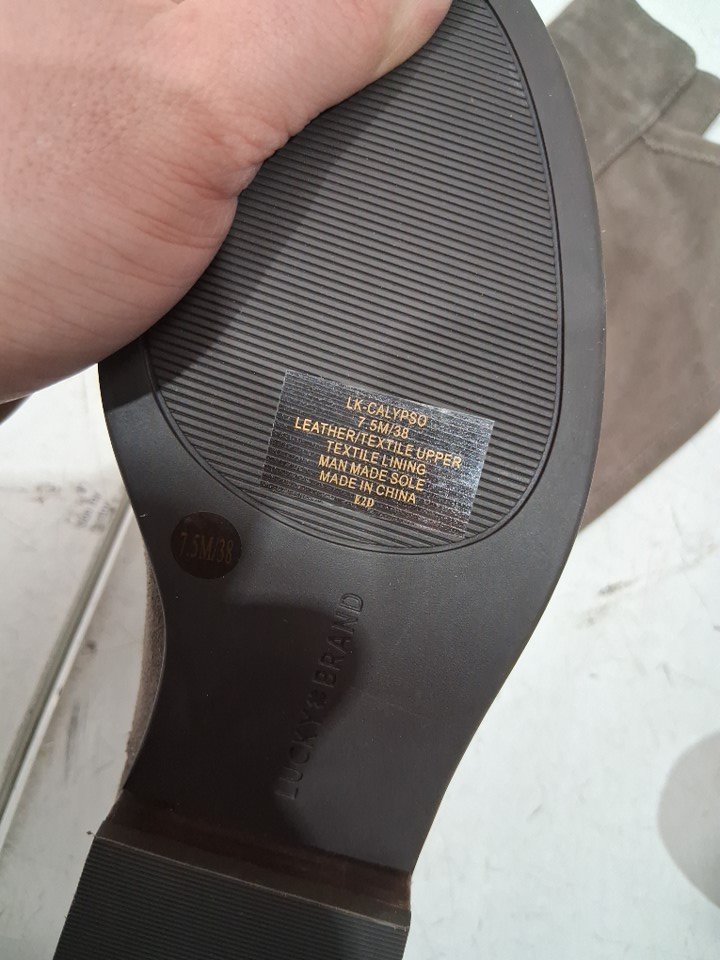 LK-CALYPSO
7.5M/38
LEATHER/TEXTILE UPPER
TEXTILE LINING
MAN MADE SOLE
MADE IN CHINA
E2D
7.5M/38
LUCKY BRAND